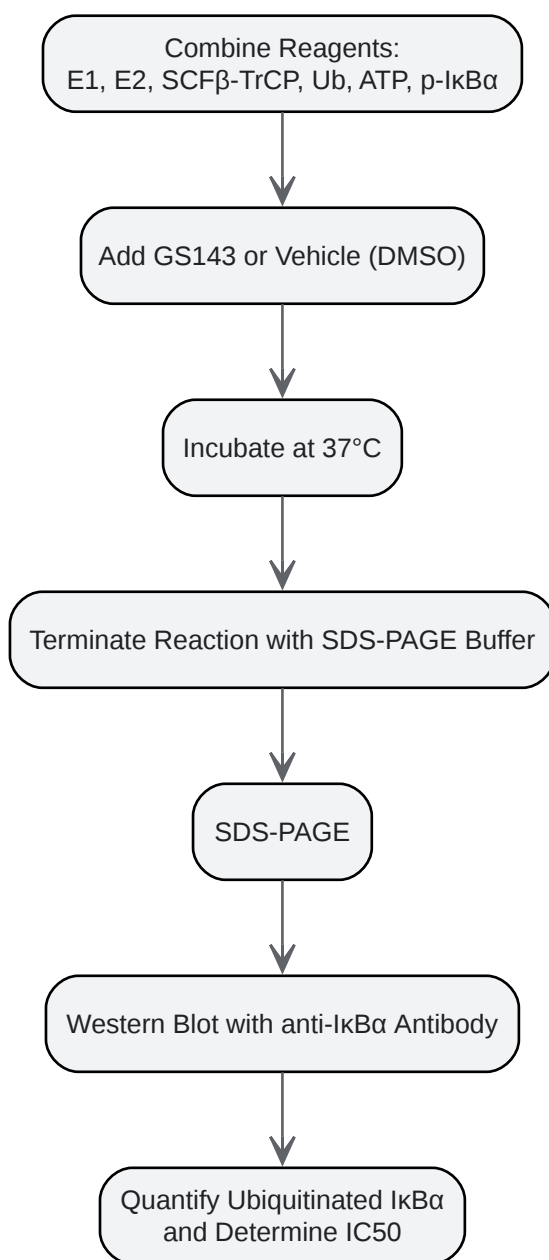 Combine Reagents:
E1, E2, SCFβ-TrCP, Ub, ATP, p-IκBα
Add GS143 or Vehicle (DMSO)
Incubate at 37°C
Terminate Reaction with SDS-PAGE Buffer
SDS-PAGE
Western Blot with anti-IκBα Antibody
Quantify Ubiquitinated IκBα
and Determine IC50